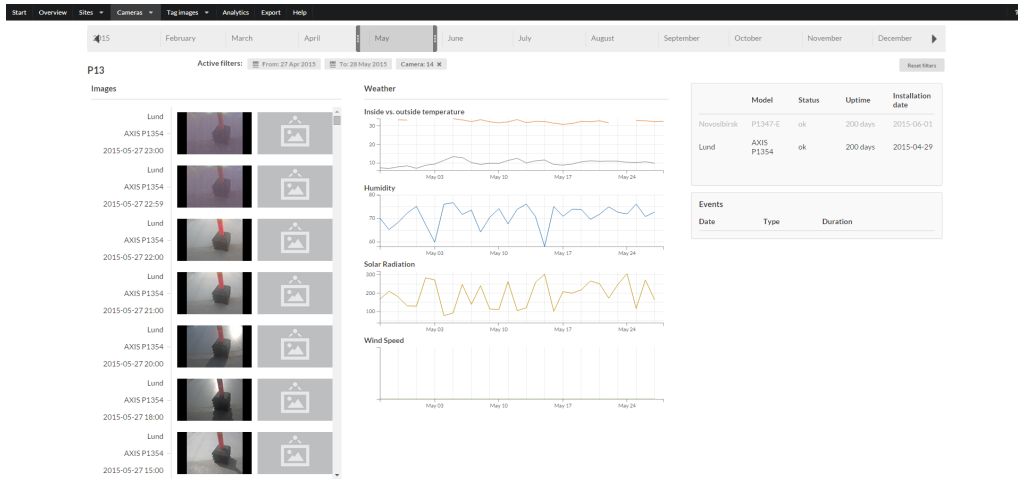 Start Overview Sites Cameras Tag images Analytics Export Help
2015 February March April May June July August September October November December
P13
Active filters: From: 27 Apr 2015 To: 28 May 2015 Camera: 14 ✖ Reset filters
Images
Lund
AXIS P1354
2015-05-27 23:00
Lund
AXIS P1354
2015-05-27 22:59
Lund
AXIS P1354
2015-05-27 22:00
Lund
AXIS P1354
2015-05-27 21:00
Lund
AXIS P1354
2015-05-27 20:00
Lund
AXIS P1354
2015-05-27 18:00
Lund
AXIS P1354
2015-05-27 15:00
Weather
Inside vs. outside temperature
30
20
10
May 03 May 10 May 17 May 24
Humidity
80
70
60
May 03 May 10 May 17 May 24
Solar Radiation
300
200
100
May 03 May 10 May 17 May 24
Wind Speed
May 03 May 10 May 17 May 24
Model Status Uptime Installation
date
Novosibirsk P1347-E ok 200 days 2015-06-01
Lund AXIS
P1354 ok 200 days 2015-04-29
Events
Date Type Duration